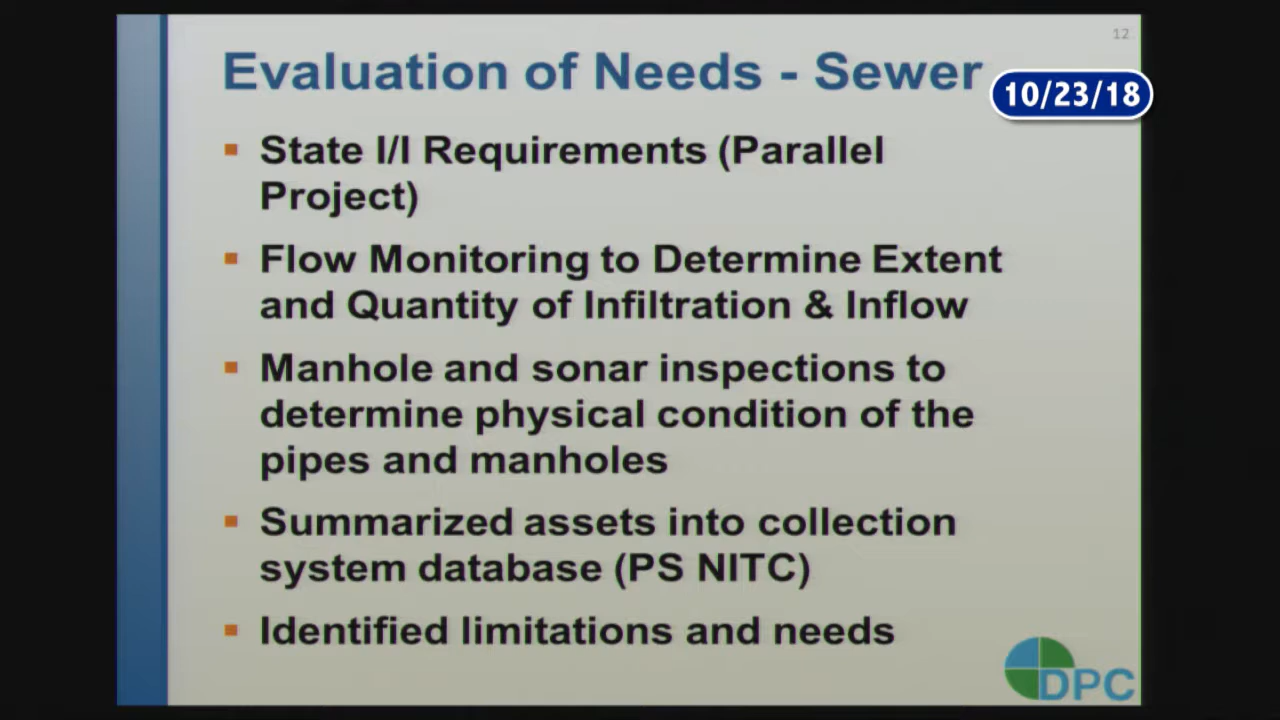 12
Evaluation of Needs - Sewer
10/23/18
State I/I Requirements (Parallel
Project)
Flow Monitoring to Determine Extent
and Quantity of Infiltration & Inflow
Manhole and sonar inspections to
determine physical condition of the
pipes and manholes
Summarized assets into collection
system database (PS NITC)
Identified limitations and needs
DPC